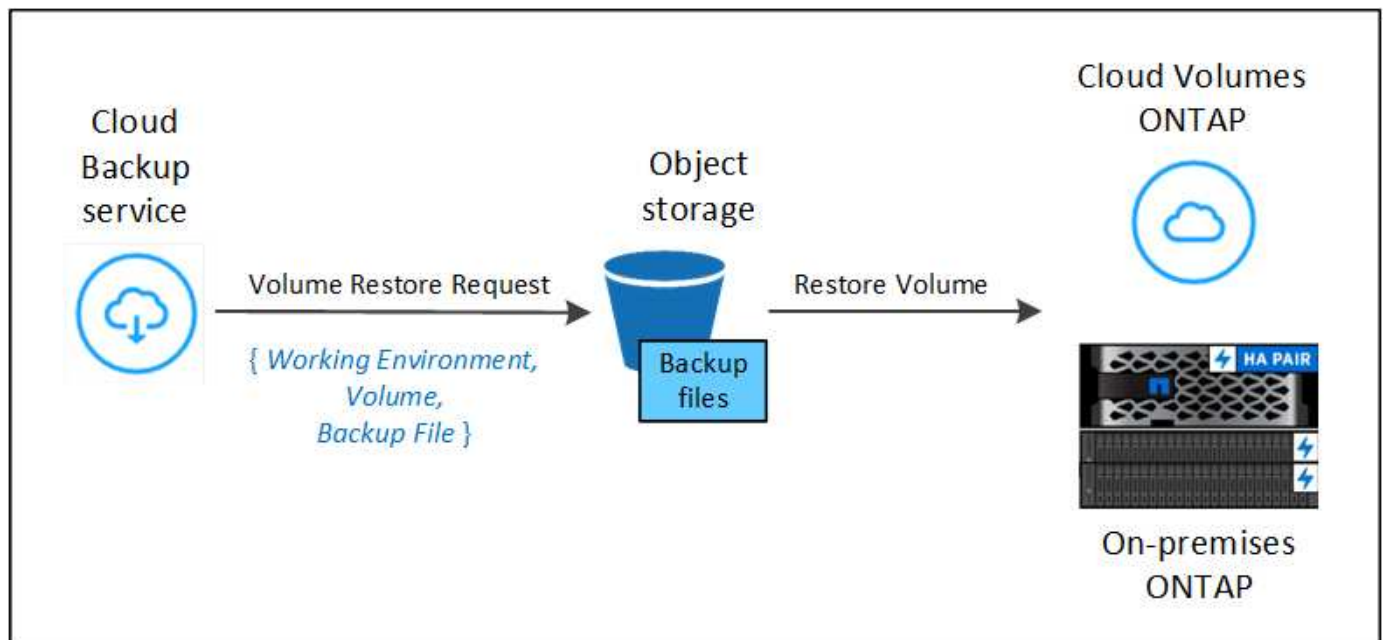 Cloud
Backup
service
Volume Restore Request
{ Working Environment,
Volume,
Backup File }
Object
storage
Backup
files
Restore Volume
Cloud Volumes
ONTAP
HA PAIR
On-premises
ONTAP